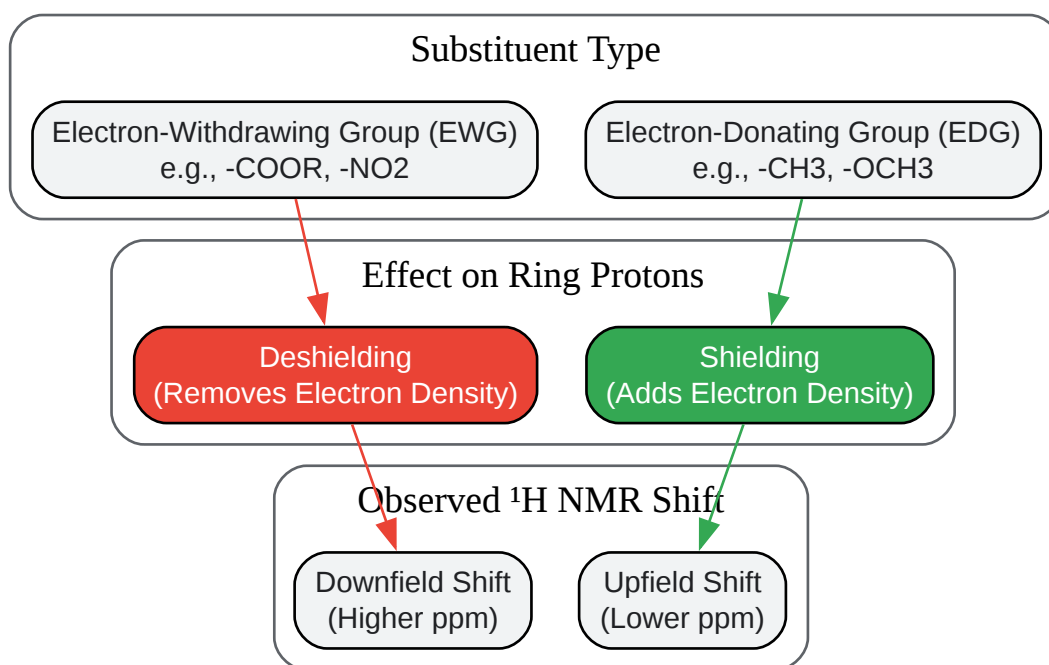 Substituent Type
Electron-Withdrawing Group (EWG)
e.g., -COOR, -NO2
Electron-Donating Group (EDG)
e.g., -CH3, -OCH3
Effect on Ring Protons
Deshielding
(Removes Electron Density)
Shielding
(Adds Electron Density)
Observed ¹H NMR Shift
Downfield Shift
(Higher ppm)
Upfield Shift
(Lower ppm)